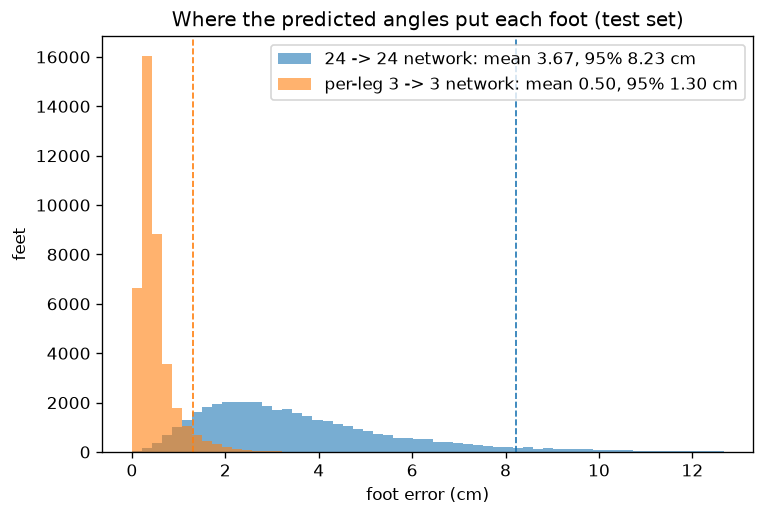 Where the predicted angles put each foot (test set)
24 -> 24 network: mean 3.67, 95% 8.23 cm
per-leg 3 -> 3 network: mean 0.50, 95% 1.30 cm
feet
16000
14000
12000
10000
8000
6000
4000
2000
0
0 2 4 6 8 10 12
foot error (cm)